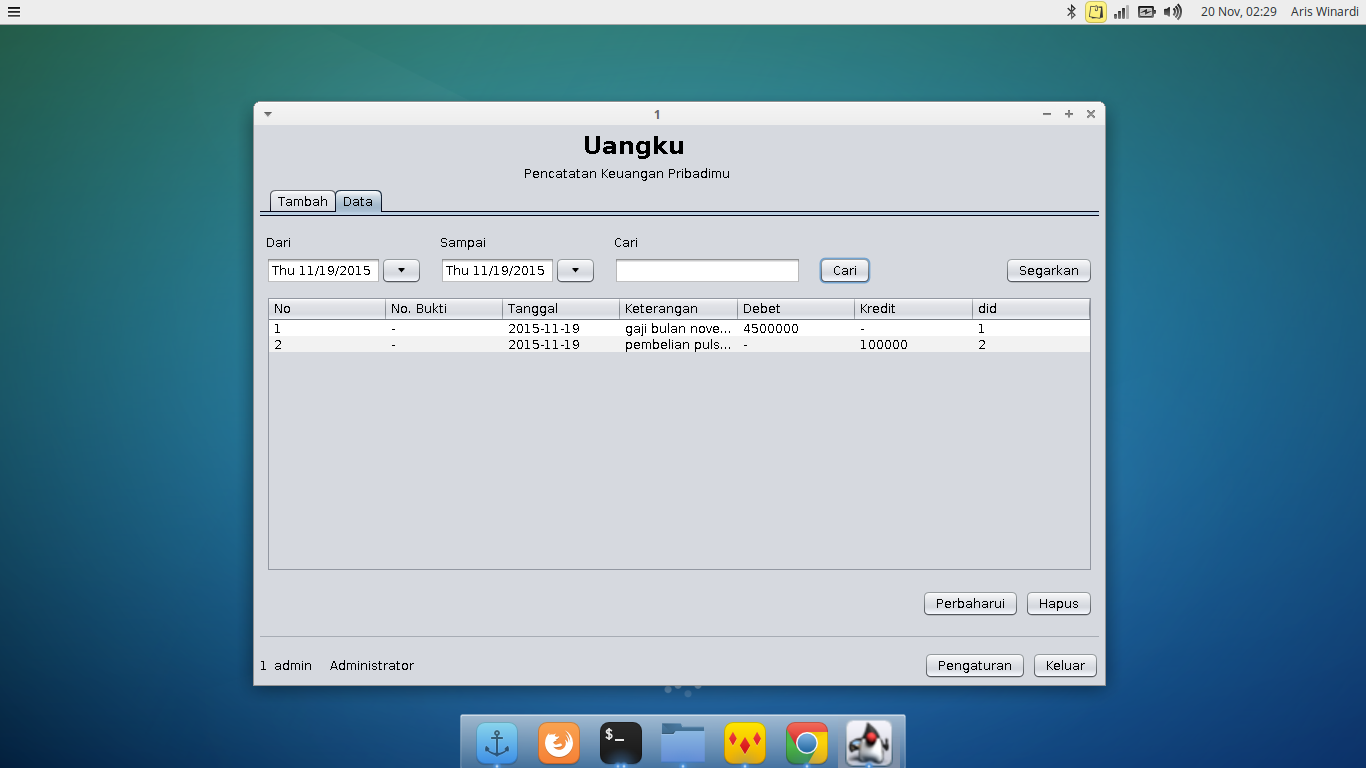 20 Nov, 02:29 Aris Winardi
1
Uangku
Pencatatan Keuangan Pribadimu
Tambah Data
Dari Sampai Cari
Thu 11/19/2015 Thu 11/19/2015 Cari Segarkan
No No. Bukti Tanggal Keterangan Debet Kredit did
1 - 2015-11-19 gaji bulan nove... 4500000 - 1
2 - 2015-11-19 pembelian puls... - 100000 2
Perbaharui Hapus
1 admin Administrator Pengaturan Keluar
$_